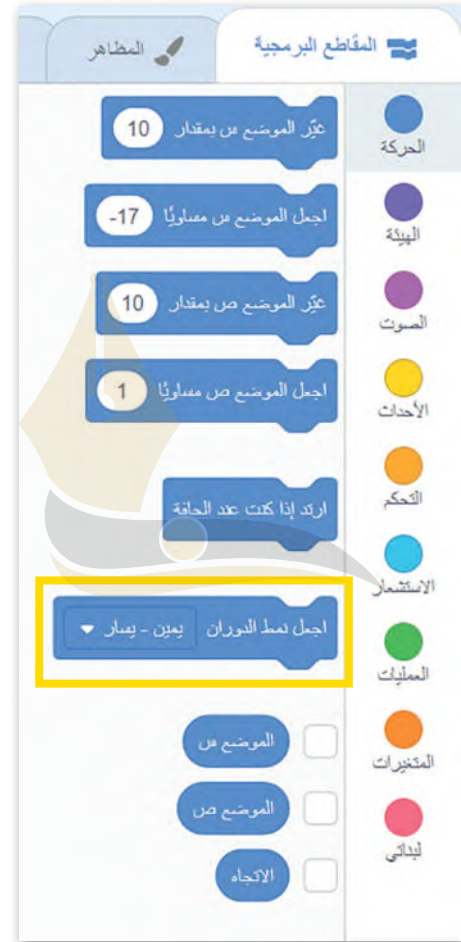 المقاطع البرمجية
المظاهر
الحركة
الهيئة
الصوت
الأحداث
التحكم
الاستشعار
العمليات
المتغيرات
لبناتي
غيّر الموضع س بمقدار 10
اجعل الموضع س مساويًا -17
غيّر الموضع ص بمقدار 10
اجعل الموضع ص مساويًا 1
ارتد إذا كنت عند الحافة
اجعل نمط الدوران يمين - يسار
الموضع س
الموضع ص
الاتجاه